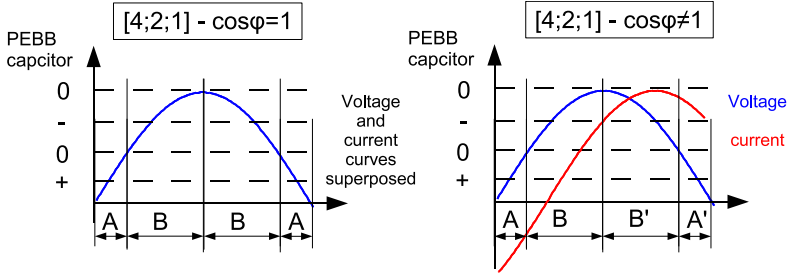 [4;2;1] - cosφ=1
PEBB
capcitor
0
-
0
+
Voltage
and
current
curves
superposed
A
B
B
A
[4;2;1] - cosφ≠1
PEBB
capcitor
0
-
0
+
Voltage
current
A
B
B'
A'